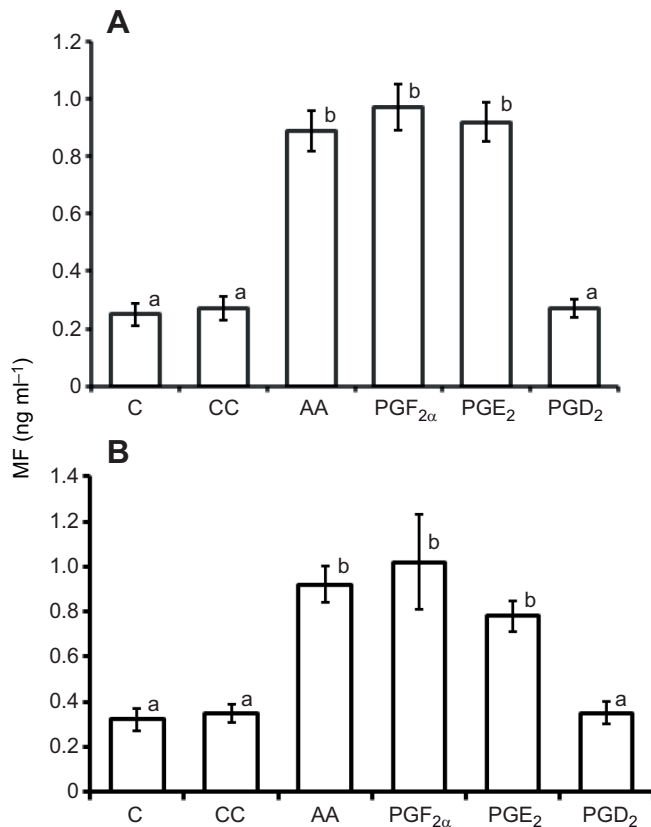 A
1.2
1.0
0.8
0.6
0.4
0.2
0
a
a
b
b
b
a
C CC AA PGF₂α PGE₂ PGD₂
MF (ng ml⁻¹)
B
1.4
1.2
1.0
0.8
0.6
0.4
0.2
0
a
a
b
b
b
a
C CC AA PGF₂α PGE₂ PGD₂